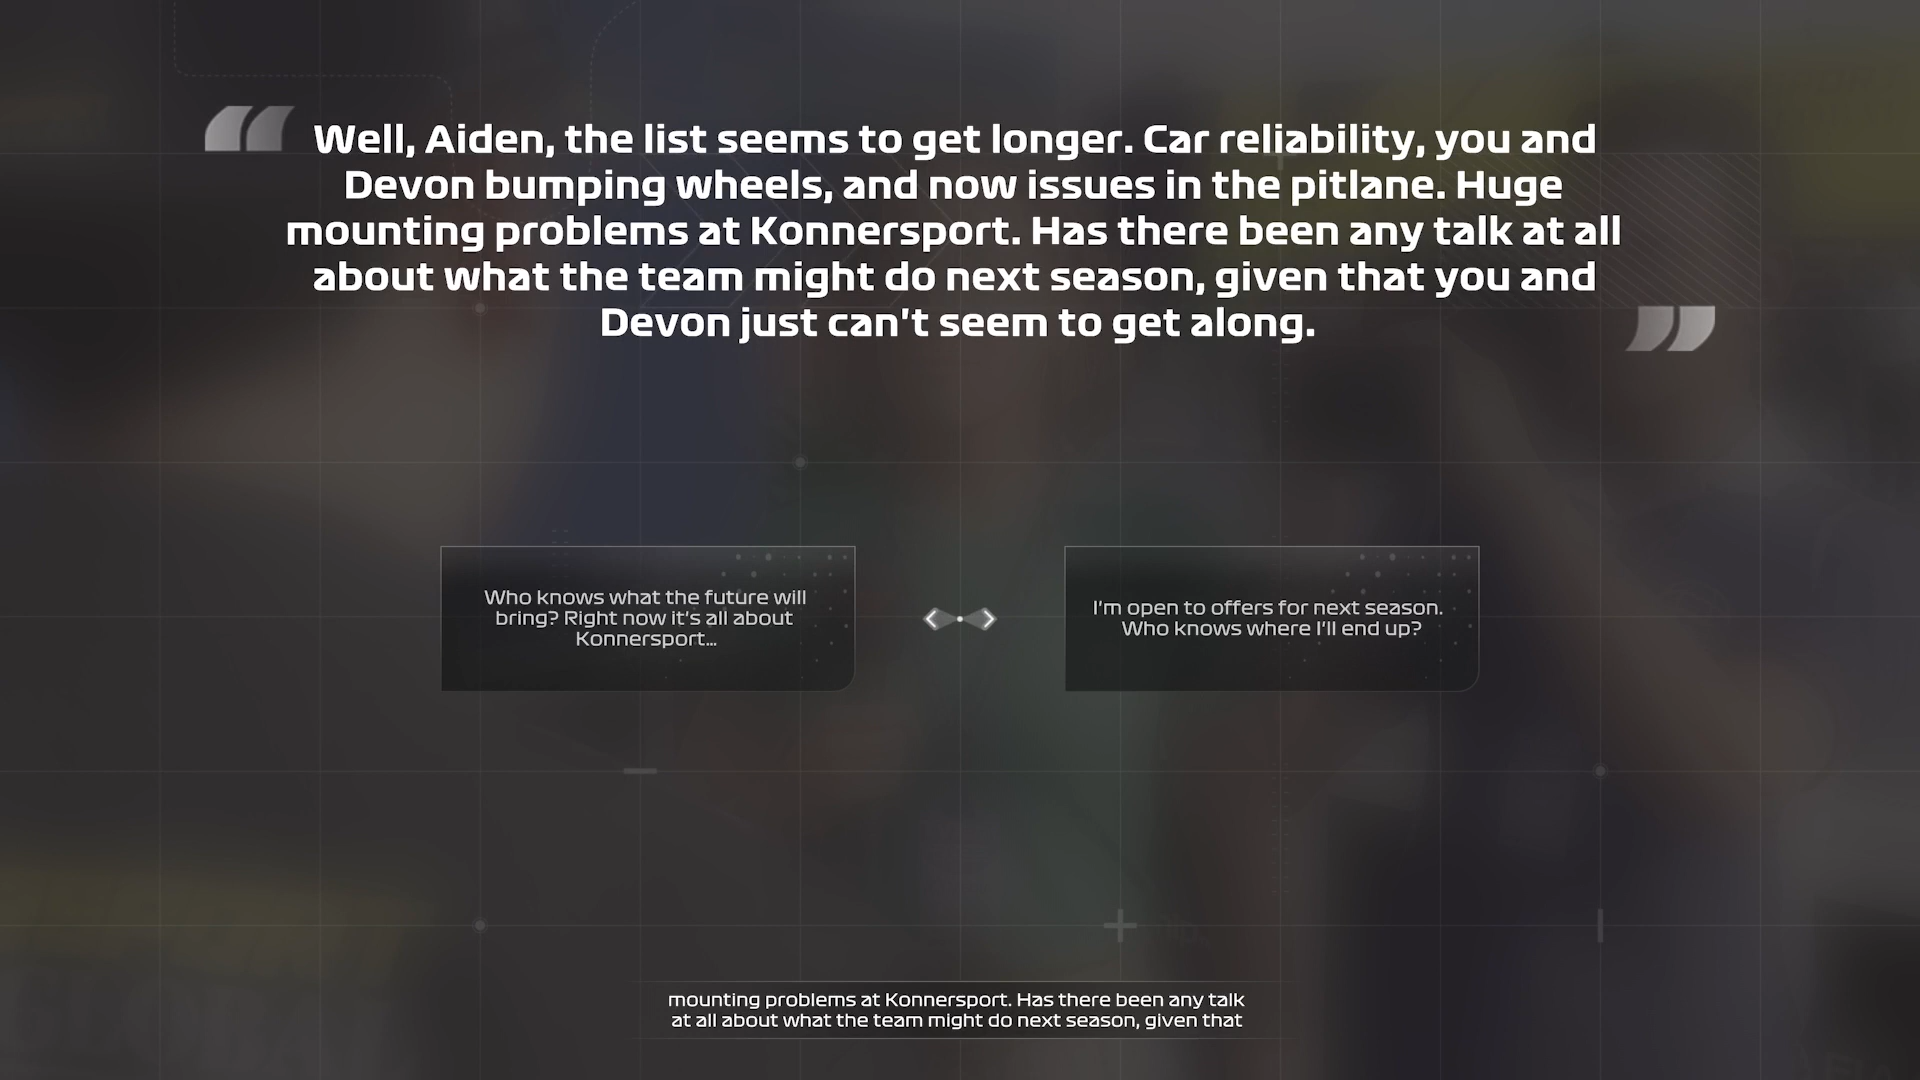 Well, Aiden, the list seems to get longer. Car reliability, you and
Devon bumping wheels, and now issues in the pitlane. Huge
mounting problems at Konnersport. Has there been any talk at all
about what the team might do next season, given that you and
Devon just can't seem to get along.
Who knows what the future will
bring? Right now it's all about
Konnersport...
I'm open to offers for next season.
Who knows where I'll end up?
mounting problems at Konnersport. Has there been any talk
at all about what the team might do next season, given that